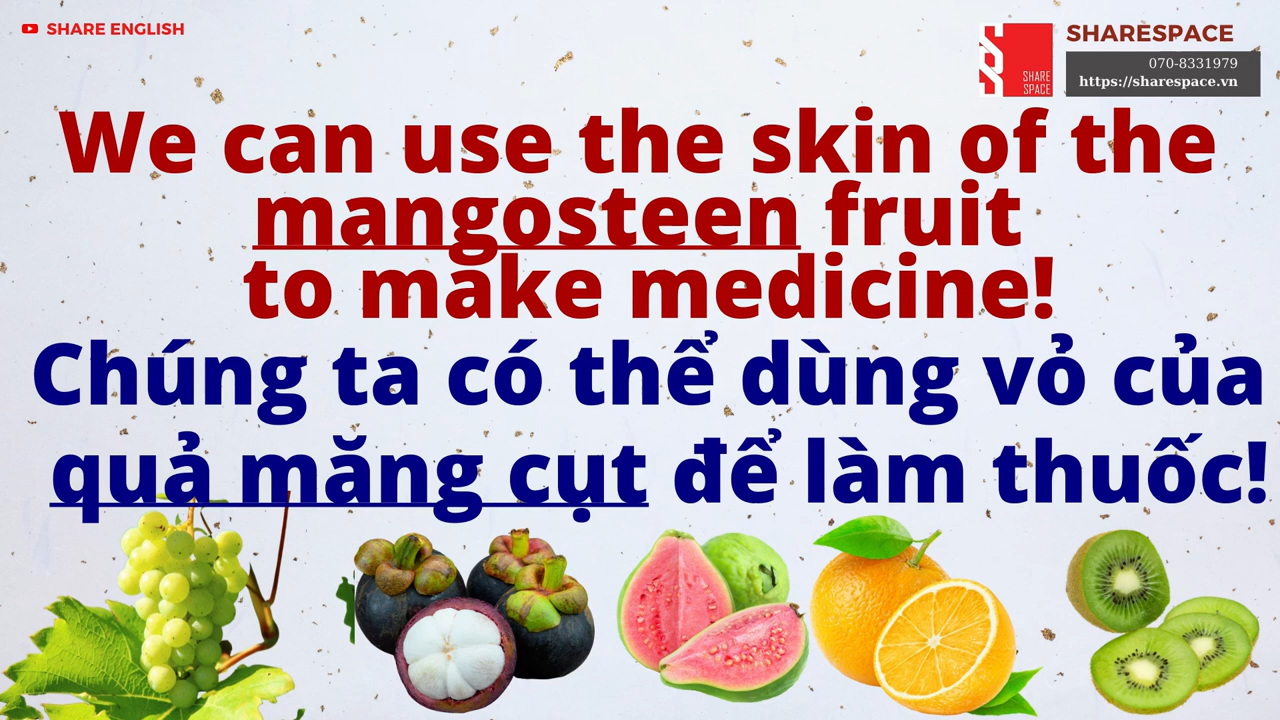 SHARE ENGLISH
SHARE SPACE
SHARESPACE
070-8331979
https://sharespace.vn
We can use the skin of the
mangosteen fruit
to make medicine!
Chúng ta có thể dùng vỏ của
quả măng cụt để làm thuốc!